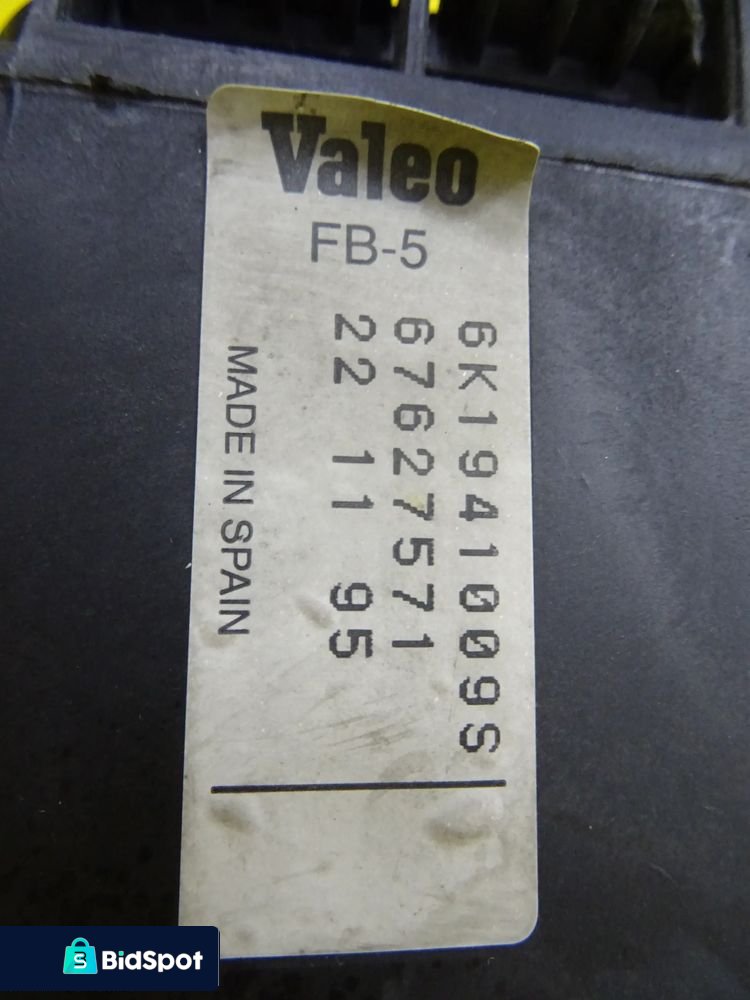 Valeo
FB-5
6K1941009S
67627571
22 11 95
MADE IN SPAIN
BidSpot